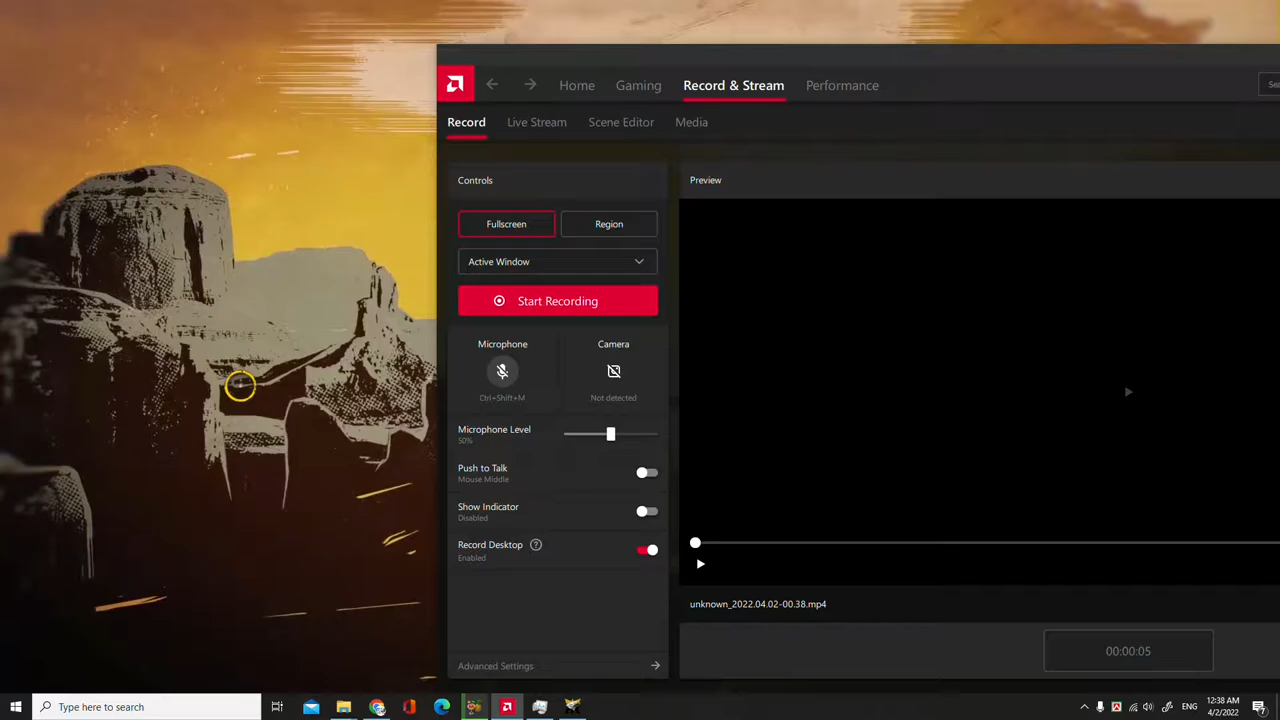 Home Gaming Record & Stream Performance
Record Live Stream Scene Editor Media
Controls
Preview
Fullscreen Region
Active Window
Start Recording
Microphone Camera
Ctrl+Shift+M Not detected
Microphone Level
50%
Push to Talk
Mouse Middle
Show Indicator
Disabled
Record Desktop ?
Enabled
unknown_2022.04.02-00.38.mp4
Advanced Settings
00:00:05
Type here to search
ENG
12:38 AM
4/2/2022